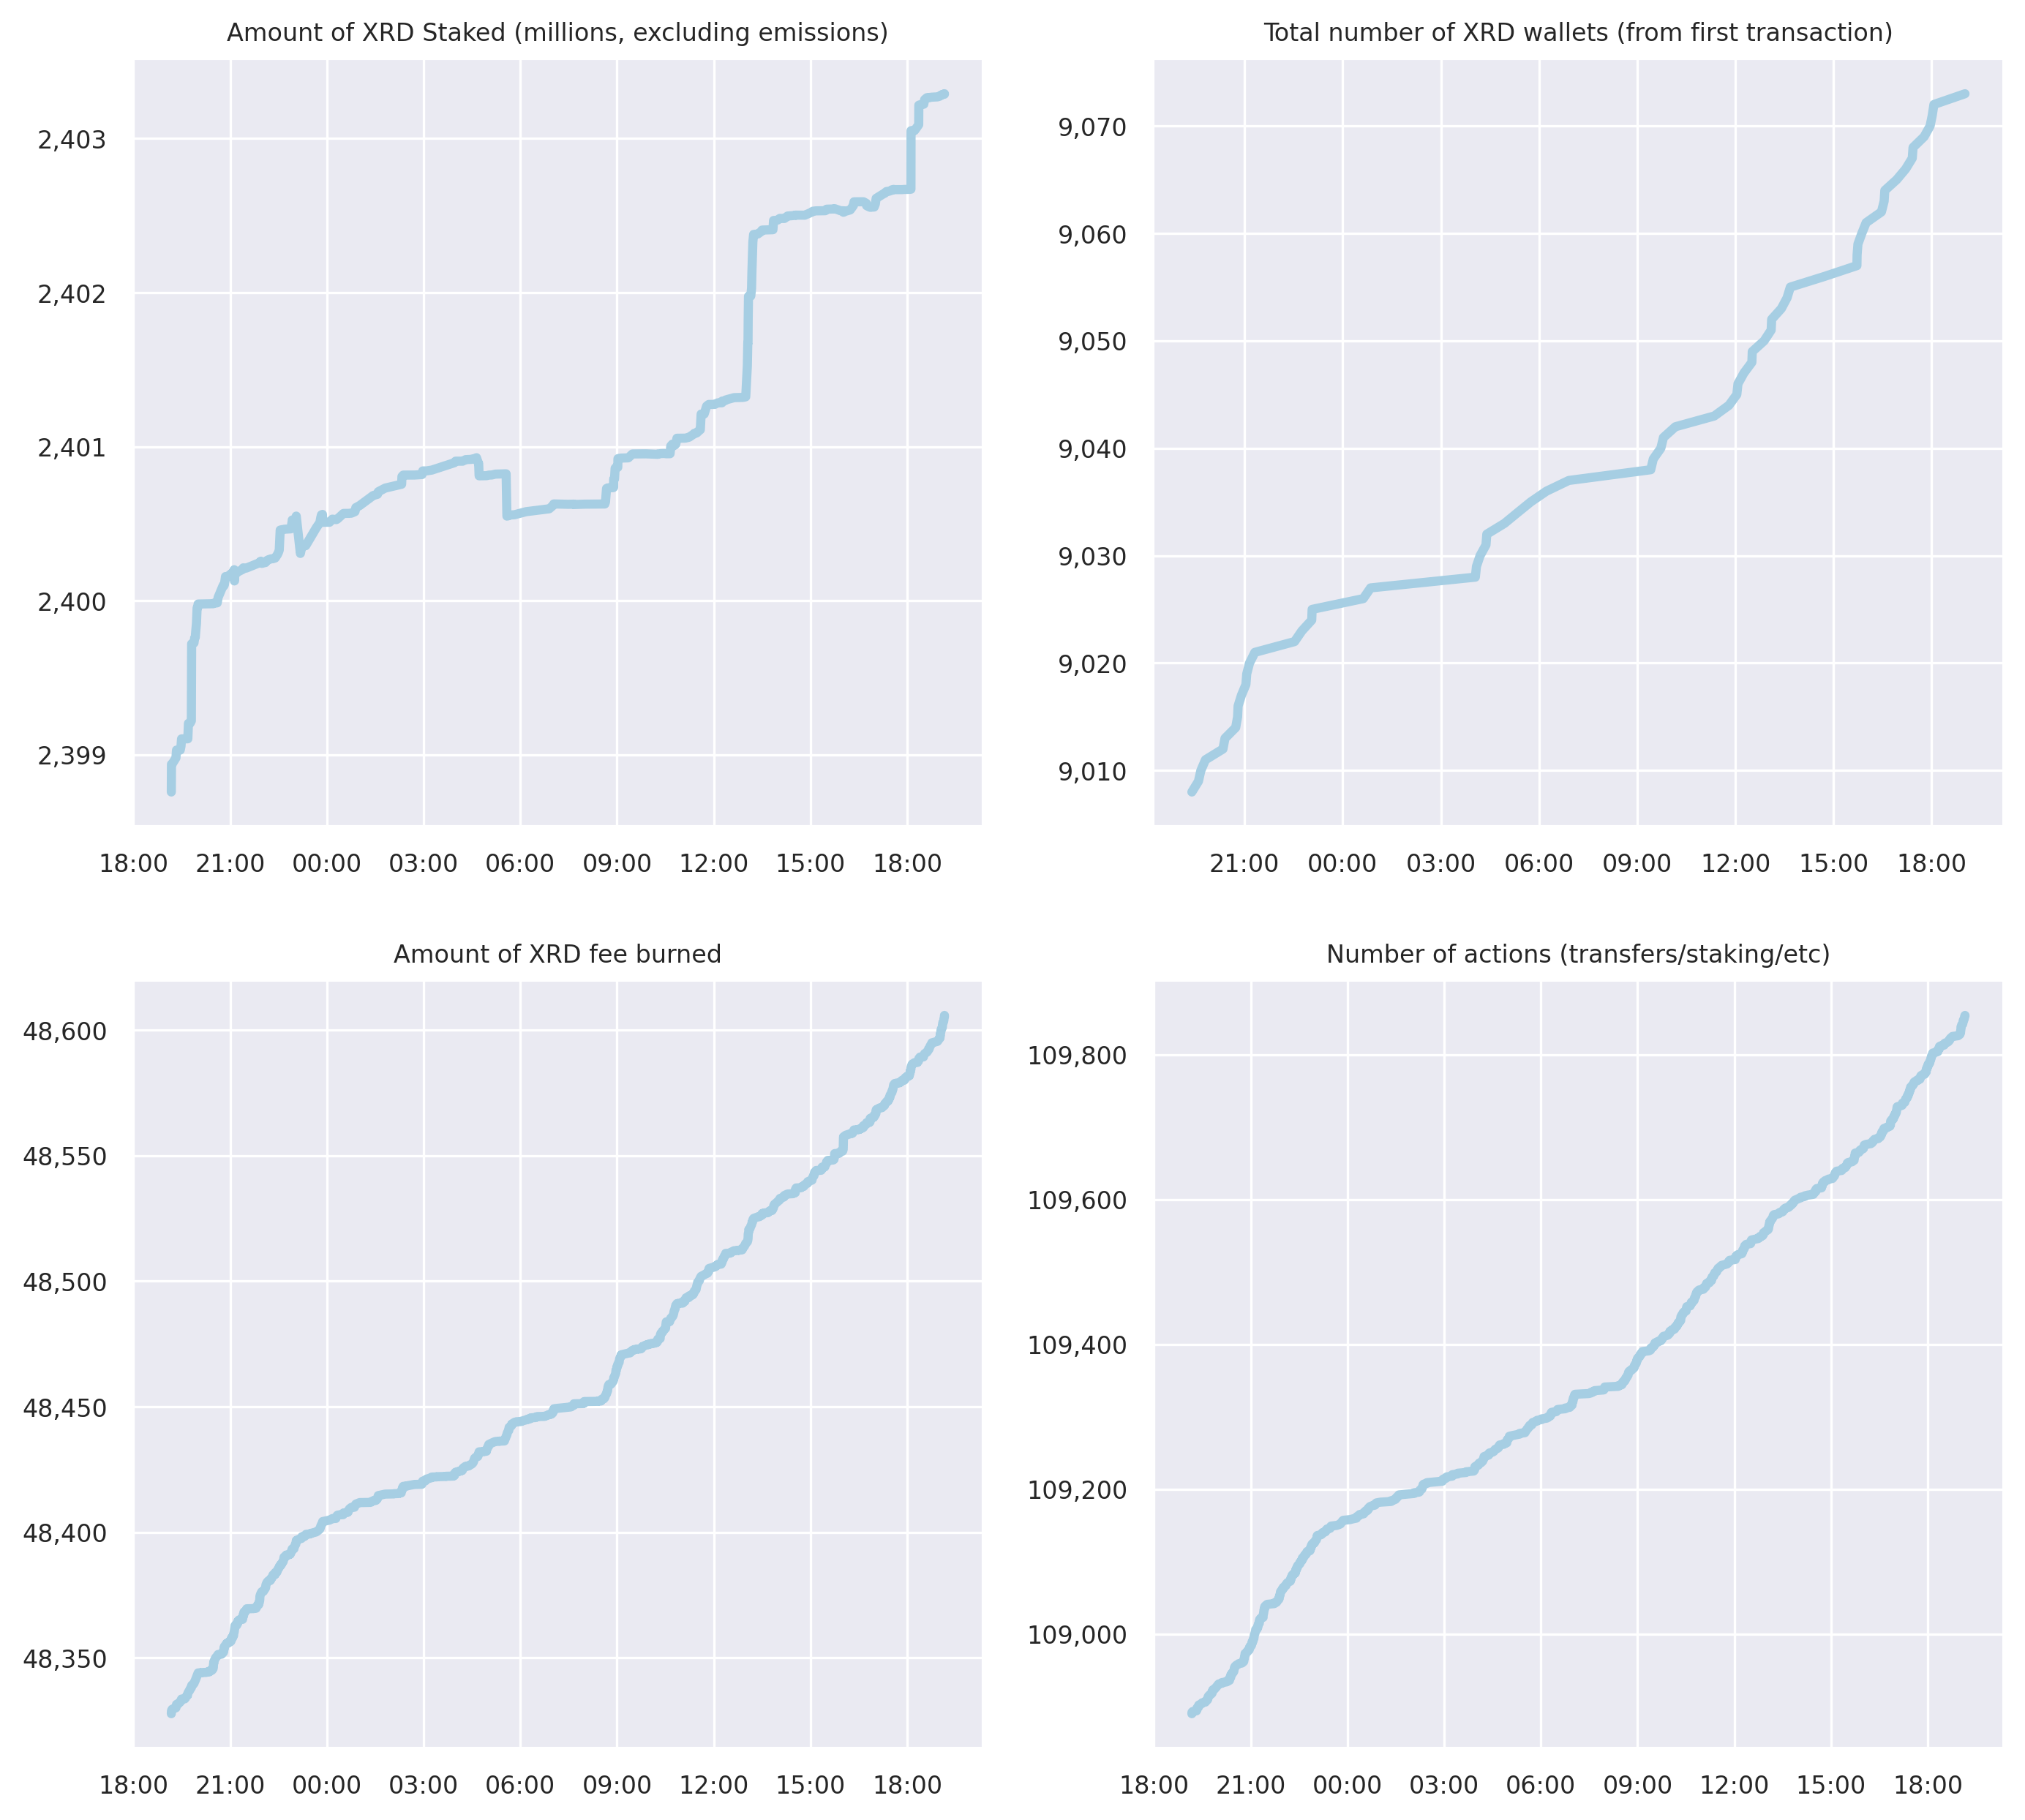 Amount of XRD Staked (millions, excluding emissions)
2,403
2,402
2,401
2,400
2,399
18:00 21:00 00:00 03:00 06:00 09:00 12:00 15:00 18:00
Total number of XRD wallets (from first transaction)
9,070
9,060
9,050
9,040
9,030
9,020
9,010
21:00 00:00 03:00 06:00 09:00 12:00 15:00 18:00
Amount of XRD fee burned
48,600
48,550
48,500
48,450
48,400
48,350
18:00 21:00 00:00 03:00 06:00 09:00 12:00 15:00 18:00
Number of actions (transfers/staking/etc)
109,800
109,600
109,400
109,200
109,000
18:00 21:00 00:00 03:00 06:00 09:00 12:00 15:00 18:00